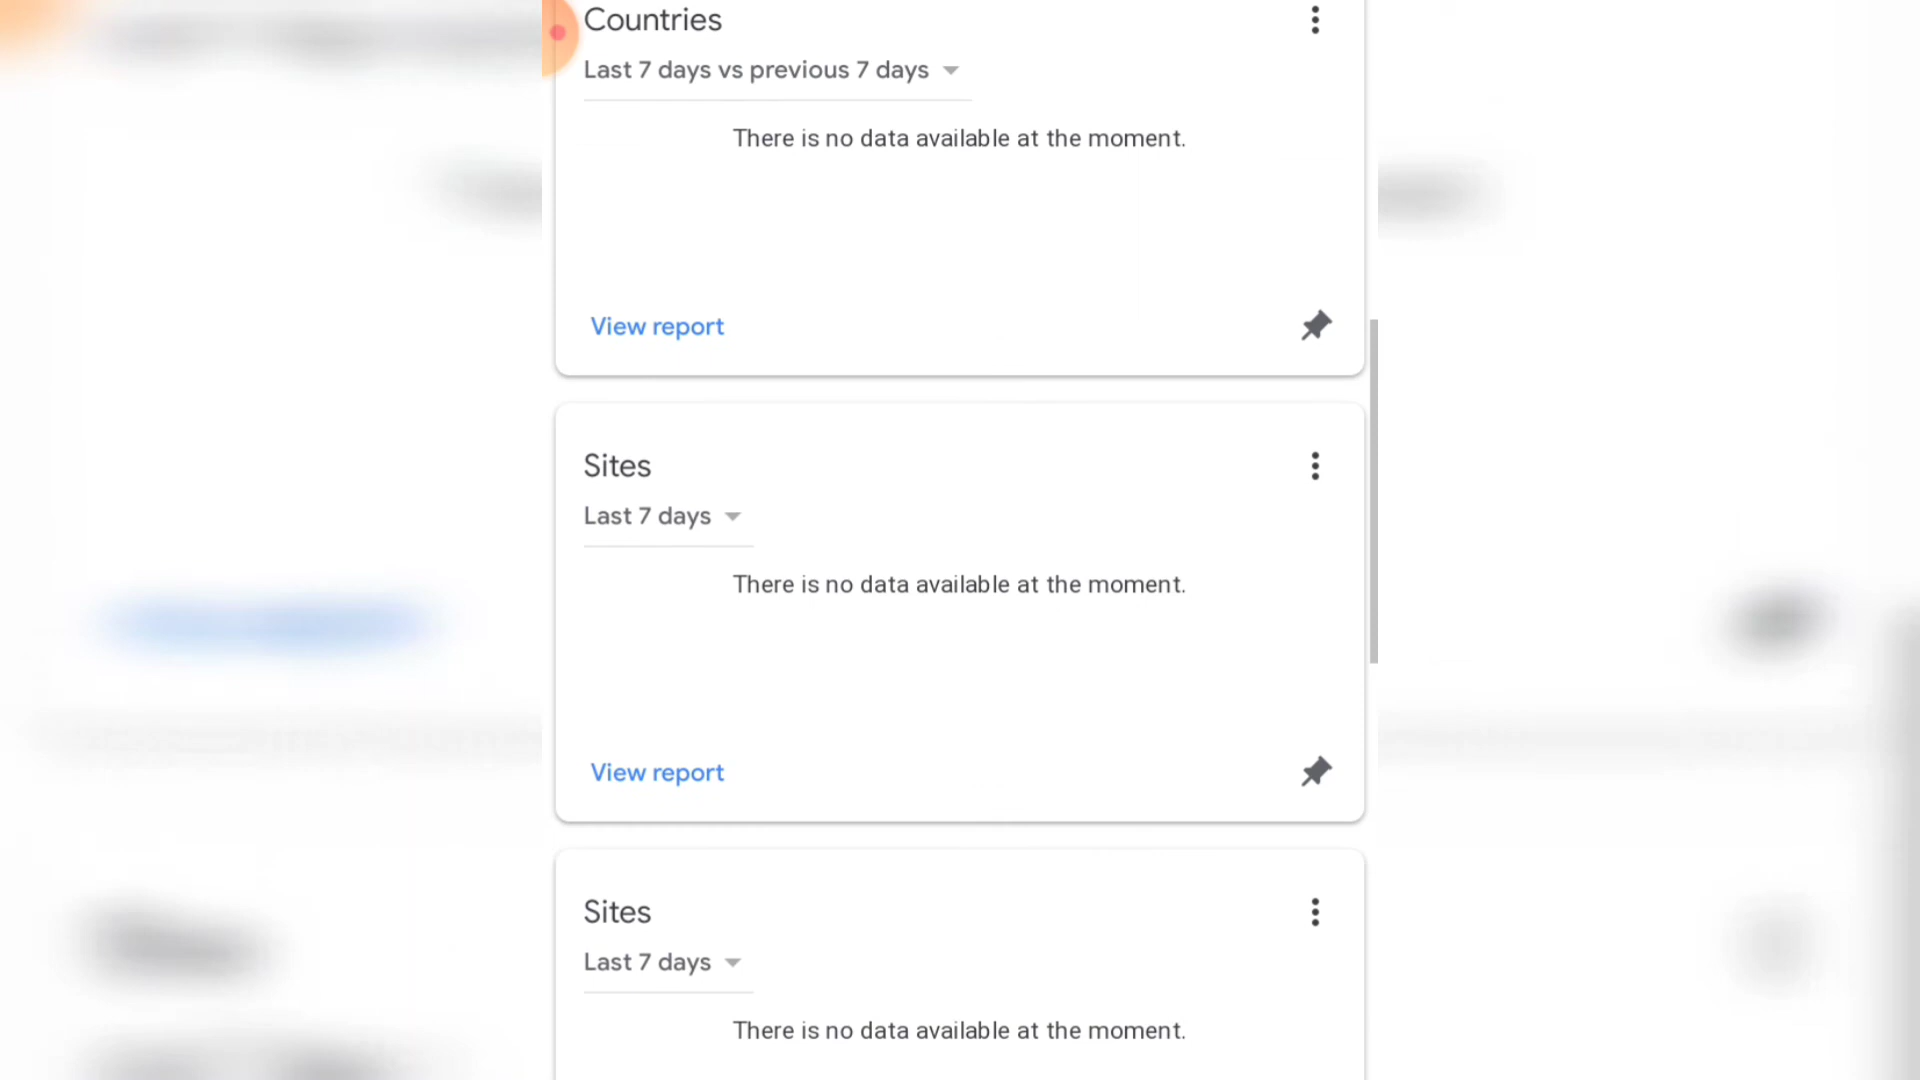 Countries
Last 7 days vs previous 7 days
There is no data available at the moment.
View report
Sites
Last 7 days
There is no data available at the moment.
View report
Sites
Last 7 days
There is no data available at the moment.